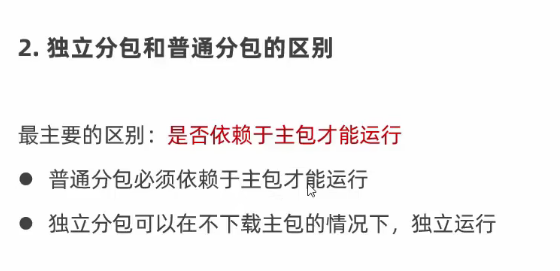 2. 独立分包和普通分包的区别
最主要的区别：是否依赖于主包才能运行
● 普通分包必须依赖于主包才能运行
● 独立分包可以在不下载主包的情况下，独立运行